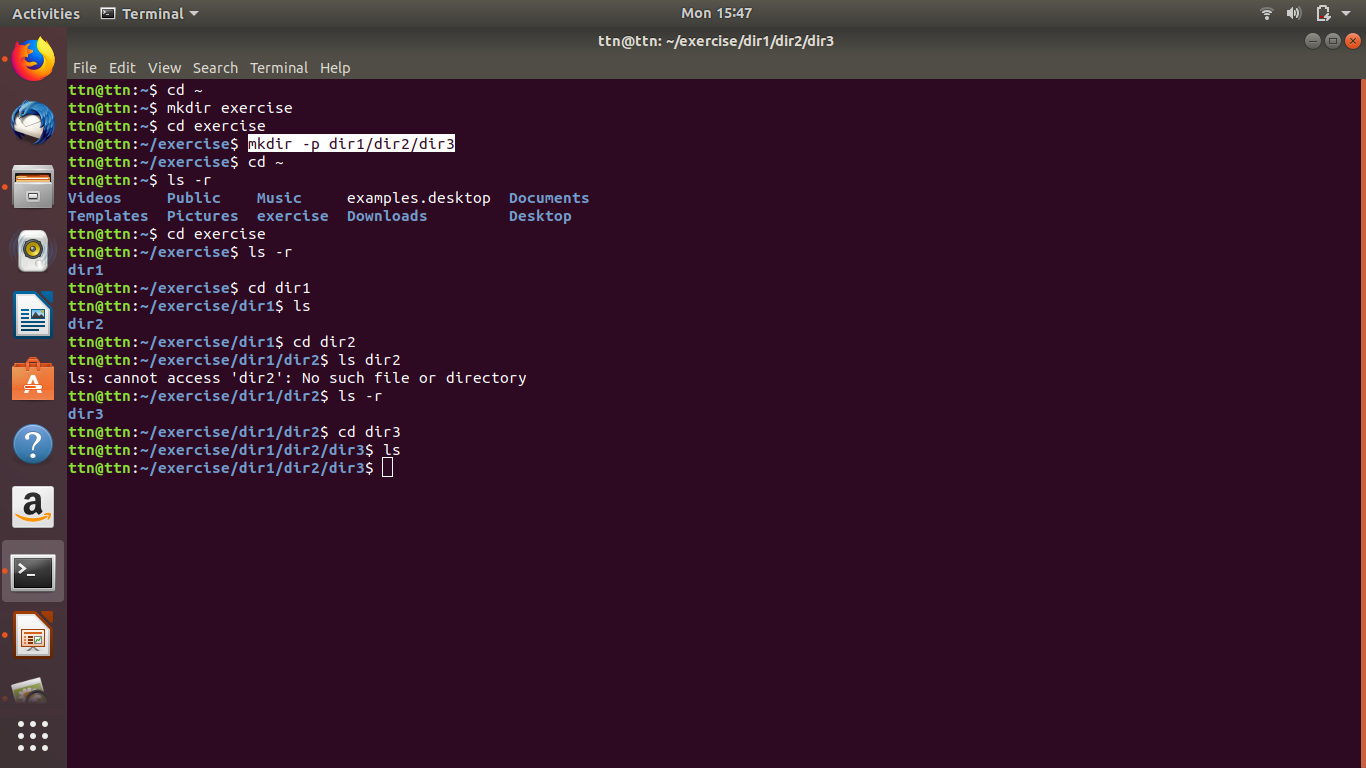 Activities Terminal Mon 15:47
ttn@ttn: ~/exercise/dir1/dir2/dir3
File Edit View Search Terminal Help
ttn@ttn:~$ cd ~
ttn@ttn:~$ mkdir exercise
ttn@ttn:~$ cd exercise
ttn@ttn:~/exercise$ mkdir -p dir1/dir2/dir3
ttn@ttn:~/exercise$ cd ~
ttn@ttn:~$ ls -r
Videos Public Music examples.desktop Documents
Templates Pictures exercise Downloads Desktop
ttn@ttn:~$ cd exercise
ttn@ttn:~/exercise$ ls -r
dir1
ttn@ttn:~/exercise$ cd dir1
ttn@ttn:~/exercise/dir1$ ls
dir2
ttn@ttn:~/exercise/dir1$ cd dir2
ttn@ttn:~/exercise/dir1/dir2$ ls dir2
ls: cannot access 'dir2': No such file or directory
ttn@ttn:~/exercise/dir1/dir2$ ls -r
dir3
ttn@ttn:~/exercise/dir1/dir2$ cd dir3
ttn@ttn:~/exercise/dir1/dir2/dir3$ ls
ttn@ttn:~/exercise/dir1/dir2/dir3$